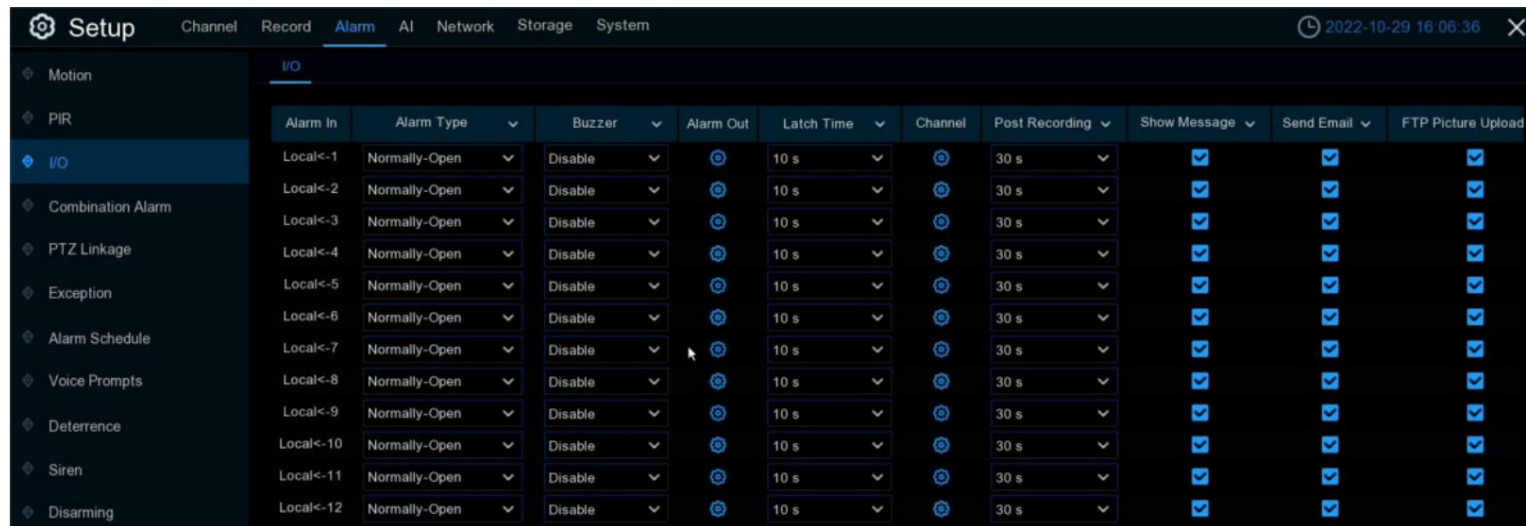 Setup Channel Record Alarm AI Network Storage System 2022-10-29 16:06:36
Motion
PIR
I/O
Combination Alarm
PTZ Linkage
Exception
Alarm Schedule
Voice Prompts
Deterrence
Siren
Disarming
I/O
Alarm In Alarm Type Buzzer Alarm Out Latch Time Channel Post Recording Show Message Send Email FTP Picture Upload
Local<-1 Normally-Open Disable 10 s 30 s
Local<-2 Normally-Open Disable 10 s 30 s
Local<-3 Normally-Open Disable 10 s 30 s
Local<-4 Normally-Open Disable 10 s 30 s
Local<-5 Normally-Open Disable 10 s 30 s
Local<-6 Normally-Open Disable 10 s 30 s
Local<-7 Normally-Open Disable 10 s 30 s
Local<-8 Normally-Open Disable 10 s 30 s
Local<-9 Normally-Open Disable 10 s 30 s
Local<-10 Normally-Open Disable 10 s 30 s
Local<-11 Normally-Open Disable 10 s 30 s
Local<-12 Normally-Open Disable 10 s 30 s